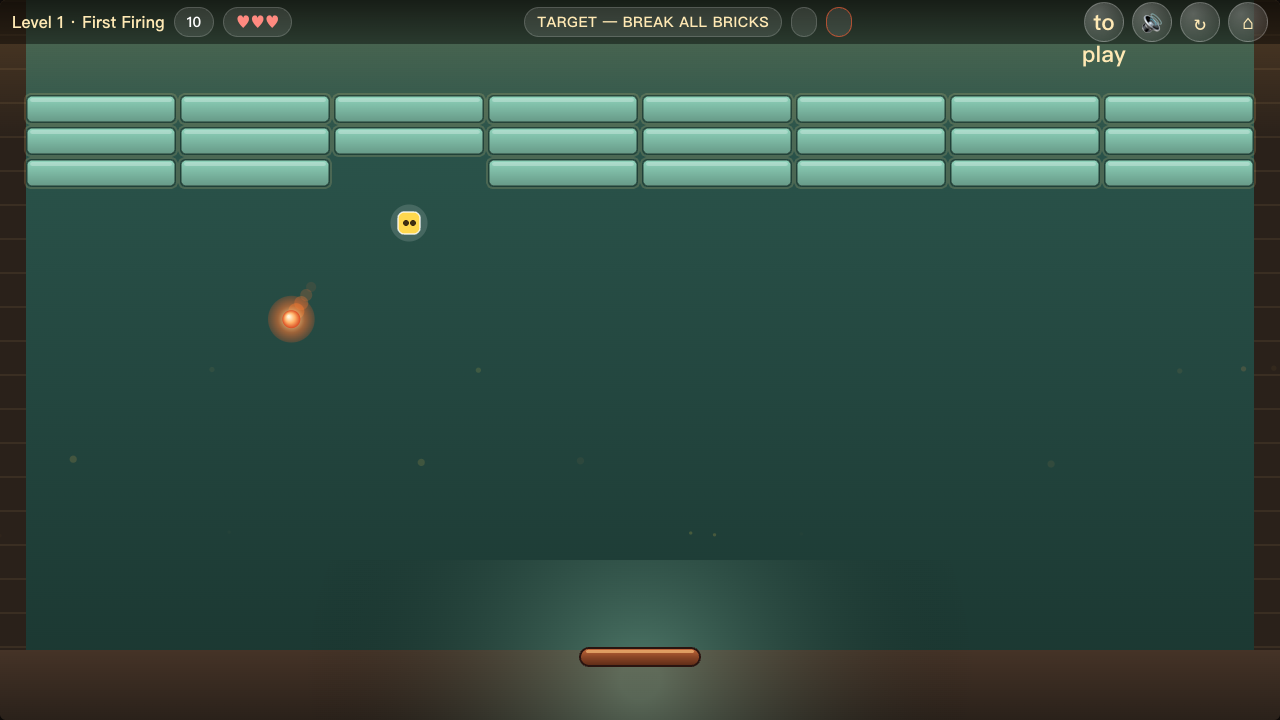 Level 1 · First Firing
10
♥♥♥
TARGET — BREAK ALL BRICKS
to
play